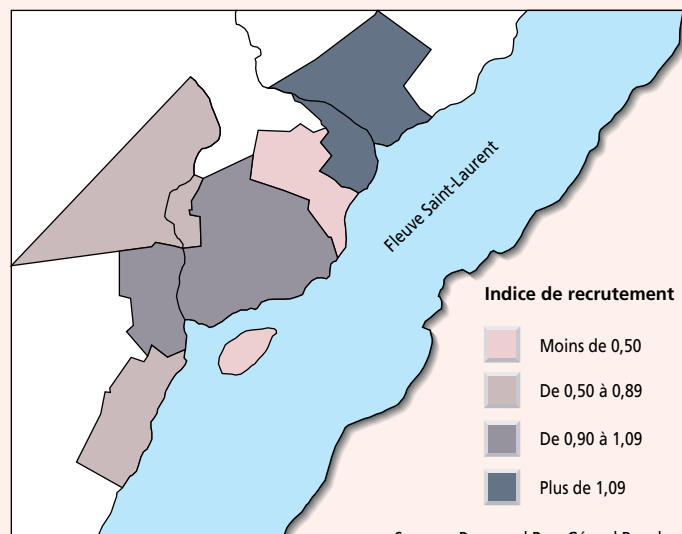 Fleuve Saint-Laurent
Indice de recrutement
Moins de 0,50
De 0,50 à 0,89
De 0,90 à 1,09
Plus de 1,09